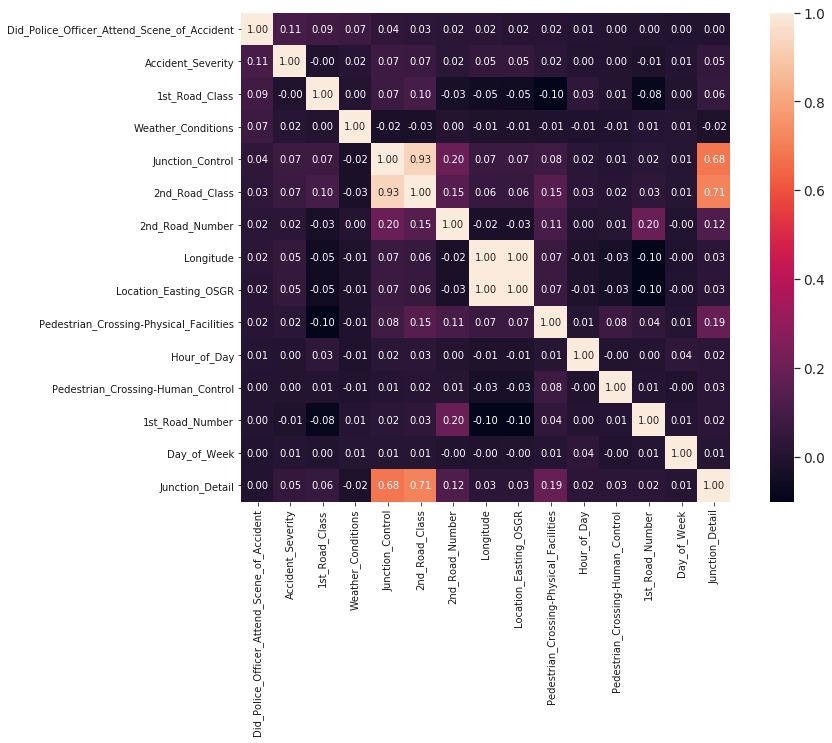 Did_Police_Officer_Attend_Scene_of_Accident 1.00 0.11 0.09 0.07 0.04 0.03 0.02 0.02 0.02 0.02 0.01 0.00 0.00 0.00 0.00
Accident_Severity 0.11 1.00 -0.00 0.02 0.07 0.07 0.02 0.05 0.05 0.02 0.00 0.00 -0.01 0.01 0.05
1st_Road_Class 0.09 -0.00 1.00 0.00 0.07 0.10 -0.03 -0.05 -0.05 -0.10 0.03 0.01 -0.08 0.00 0.06
Weather_Conditions 0.07 0.02 0.00 1.00 -0.02 -0.03 0.00 -0.01 -0.01 -0.01 -0.01 -0.01 0.01 0.01 -0.02
Junction_Control 0.04 0.07 0.07 -0.02 1.00 0.93 0.20 0.07 0.07 0.08 0.02 0.01 0.02 0.01 0.68
2nd_Road_Class 0.03 0.07 0.10 -0.03 0.93 1.00 0.15 0.06 0.06 0.15 0.03 0.02 0.03 0.01 0.71
2nd_Road_Number 0.02 0.02 -0.03 0.00 0.20 0.15 1.00 -0.02 -0.03 0.11 0.00 0.01 0.20 -0.00 0.12
Longitude 0.02 0.05 -0.05 -0.01 0.07 0.06 -0.02 1.00 1.00 0.07 -0.01 -0.03 -0.10 -0.00 0.03
Location_Easting_OSGR 0.02 0.05 -0.05 -0.01 0.07 0.06 -0.03 1.00 1.00 0.07 -0.01 -0.03 -0.10 -0.00 0.03
Pedestrian_Crossing-Physical_Facilities 0.02 0.02 -0.10 -0.01 0.08 0.15 0.11 0.07 0.07 1.00 0.01 0.08 0.04 0.01 0.19
Hour_of_Day 0.01 0.00 0.03 -0.01 0.02 0.03 0.00 -0.01 -0.01 0.01 1.00 -0.00 0.00 0.04 0.02
Pedestrian_Crossing-Human_Control 0.00 0.00 0.01 -0.01 0.01 0.02 0.01 -0.03 -0.03 0.08 -0.00 1.00 0.01 -0.00 0.03
1st_Road_Number 0.00 -0.01 -0.08 0.01 0.02 0.03 0.20 -0.10 -0.10 0.04 0.00 0.01 1.00 0.01 0.02
Day_of_Week 0.00 0.01 0.00 0.01 0.01 0.01 -0.00 -0.00 -0.00 0.01 0.04 -0.00 0.01 1.00 0.01
Junction_Detail 0.00 0.05 0.06 -0.02 0.68 0.71 0.12 0.03 0.03 0.19 0.02 0.03 0.02 0.01 1.00
Did_Police_Officer_Attend_Scene_of_Accident
Accident_Severity
1st_Road_Class
Weather_Conditions
Junction_Control
2nd_Road_Class
2nd_Road_Number
Longitude
Location_Easting_OSGR
Pedestrian_Crossing-Physical_Facilities
Hour_of_Day
Pedestrian_Crossing-Human_Control
1st_Road_Number
Day_of_Week
Junction_Detail
1.0
0.8
0.6
0.4
0.2
0.0